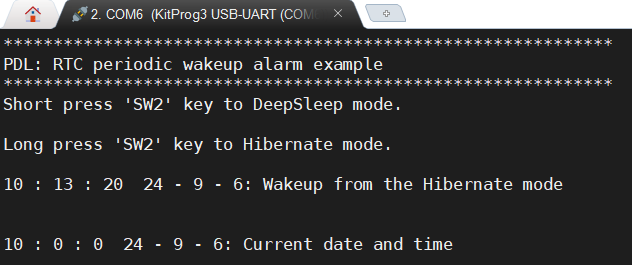 2. COM6 (KitProg3 USB-UART (COM
*************************************************************
PDL: RTC periodic wakeup alarm example
*************************************************************
Short press 'SW2' key to DeepSleep mode.
Long press 'SW2' key to Hibernate mode.
10 : 13 : 20  24 - 9 - 6: Wakeup from the Hibernate mode
10 : 0 : 0  24 - 9 - 6: Current date and time